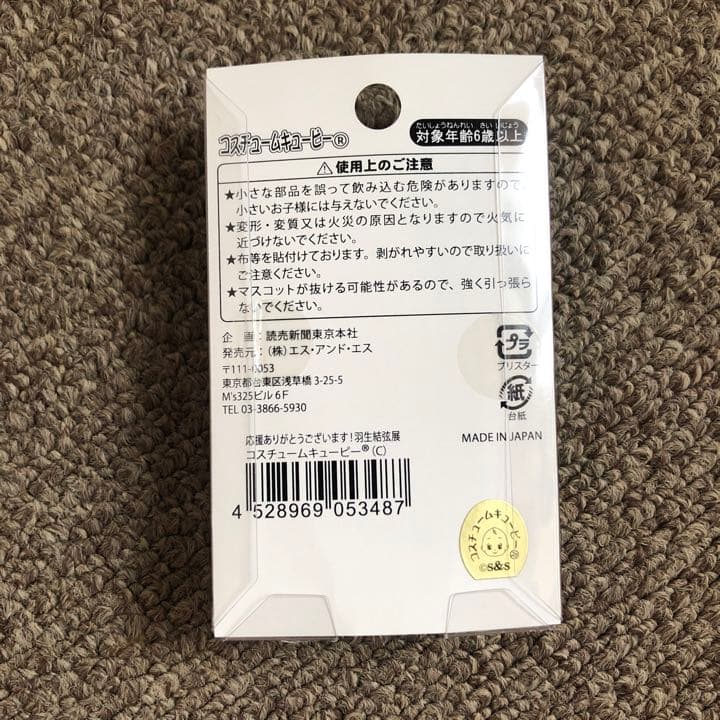 コスチュームキューピー®
たいしょうねんれい さい いじょう
対象年齢6歳以上
⚠使用上のご注意
★小さな部品を誤って飲み込む危険がありますので、
小さいお子様には与えないでください。
★変形・変質又は火災の原因となりますので火気に
近づけないでください。
★布等を貼付けております。剥がれやすいので取り扱いに
ご注意ください。
★マスコットが抜ける可能性があるので、強く引っ張ら
ないでください。
企 画：読売新聞東京本社
発売元：（株）エス・アンド・エス
〒111-0053
東京都台東区浅草橋 3-25-5
M's325ビル 6F
TEL 03-3866-5930
プラ
ブリスター
紙
台紙
MADE IN JAPAN
応援ありがとうございます！羽生結弦展
コスチュームキューピー®（C）
4 528969 053487
コスチュームキューピー®
©S&S